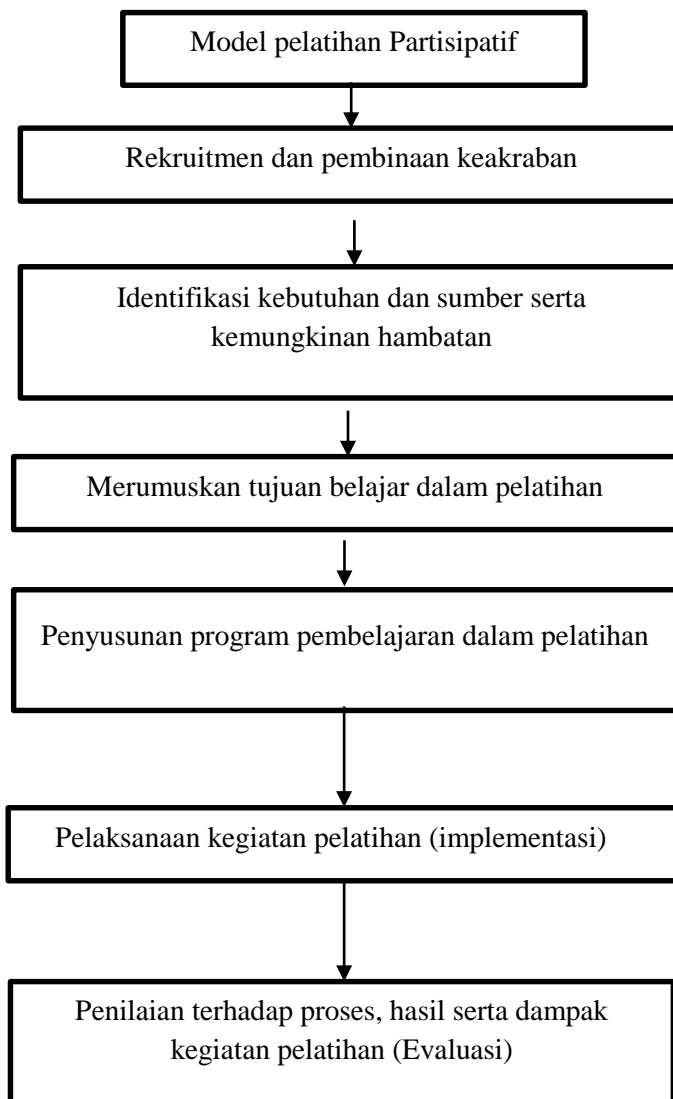 Model pelatihan Partisipatif
Rekruitmen dan pembinaan keakraban
Identifikasi kebutuhan dan sumber serta
kemungkinan hambatan
Merumuskan tujuan belajar dalam pelatihan
Penyusunan program pembelajaran dalam pelatihan
Pelaksanaan kegiatan pelatihan (implementasi)
Penilaian terhadap proses, hasil serta dampak
kegiatan pelatihan (Evaluasi)